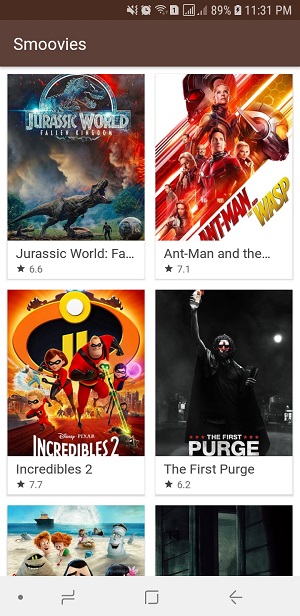 89% 11:31 PM
Smoovies
JURASSIC WORLD
FALLEN KINGDOM
ANT-MAN AND THE WASP
Jurassic World: Fa...
Ant-Man and the...
6.6
7.1
DISNEY PIXAR
INCREDIBLES 2
THE FIRST
PURGE
Incredibles 2
The First Purge
7.7
6.2